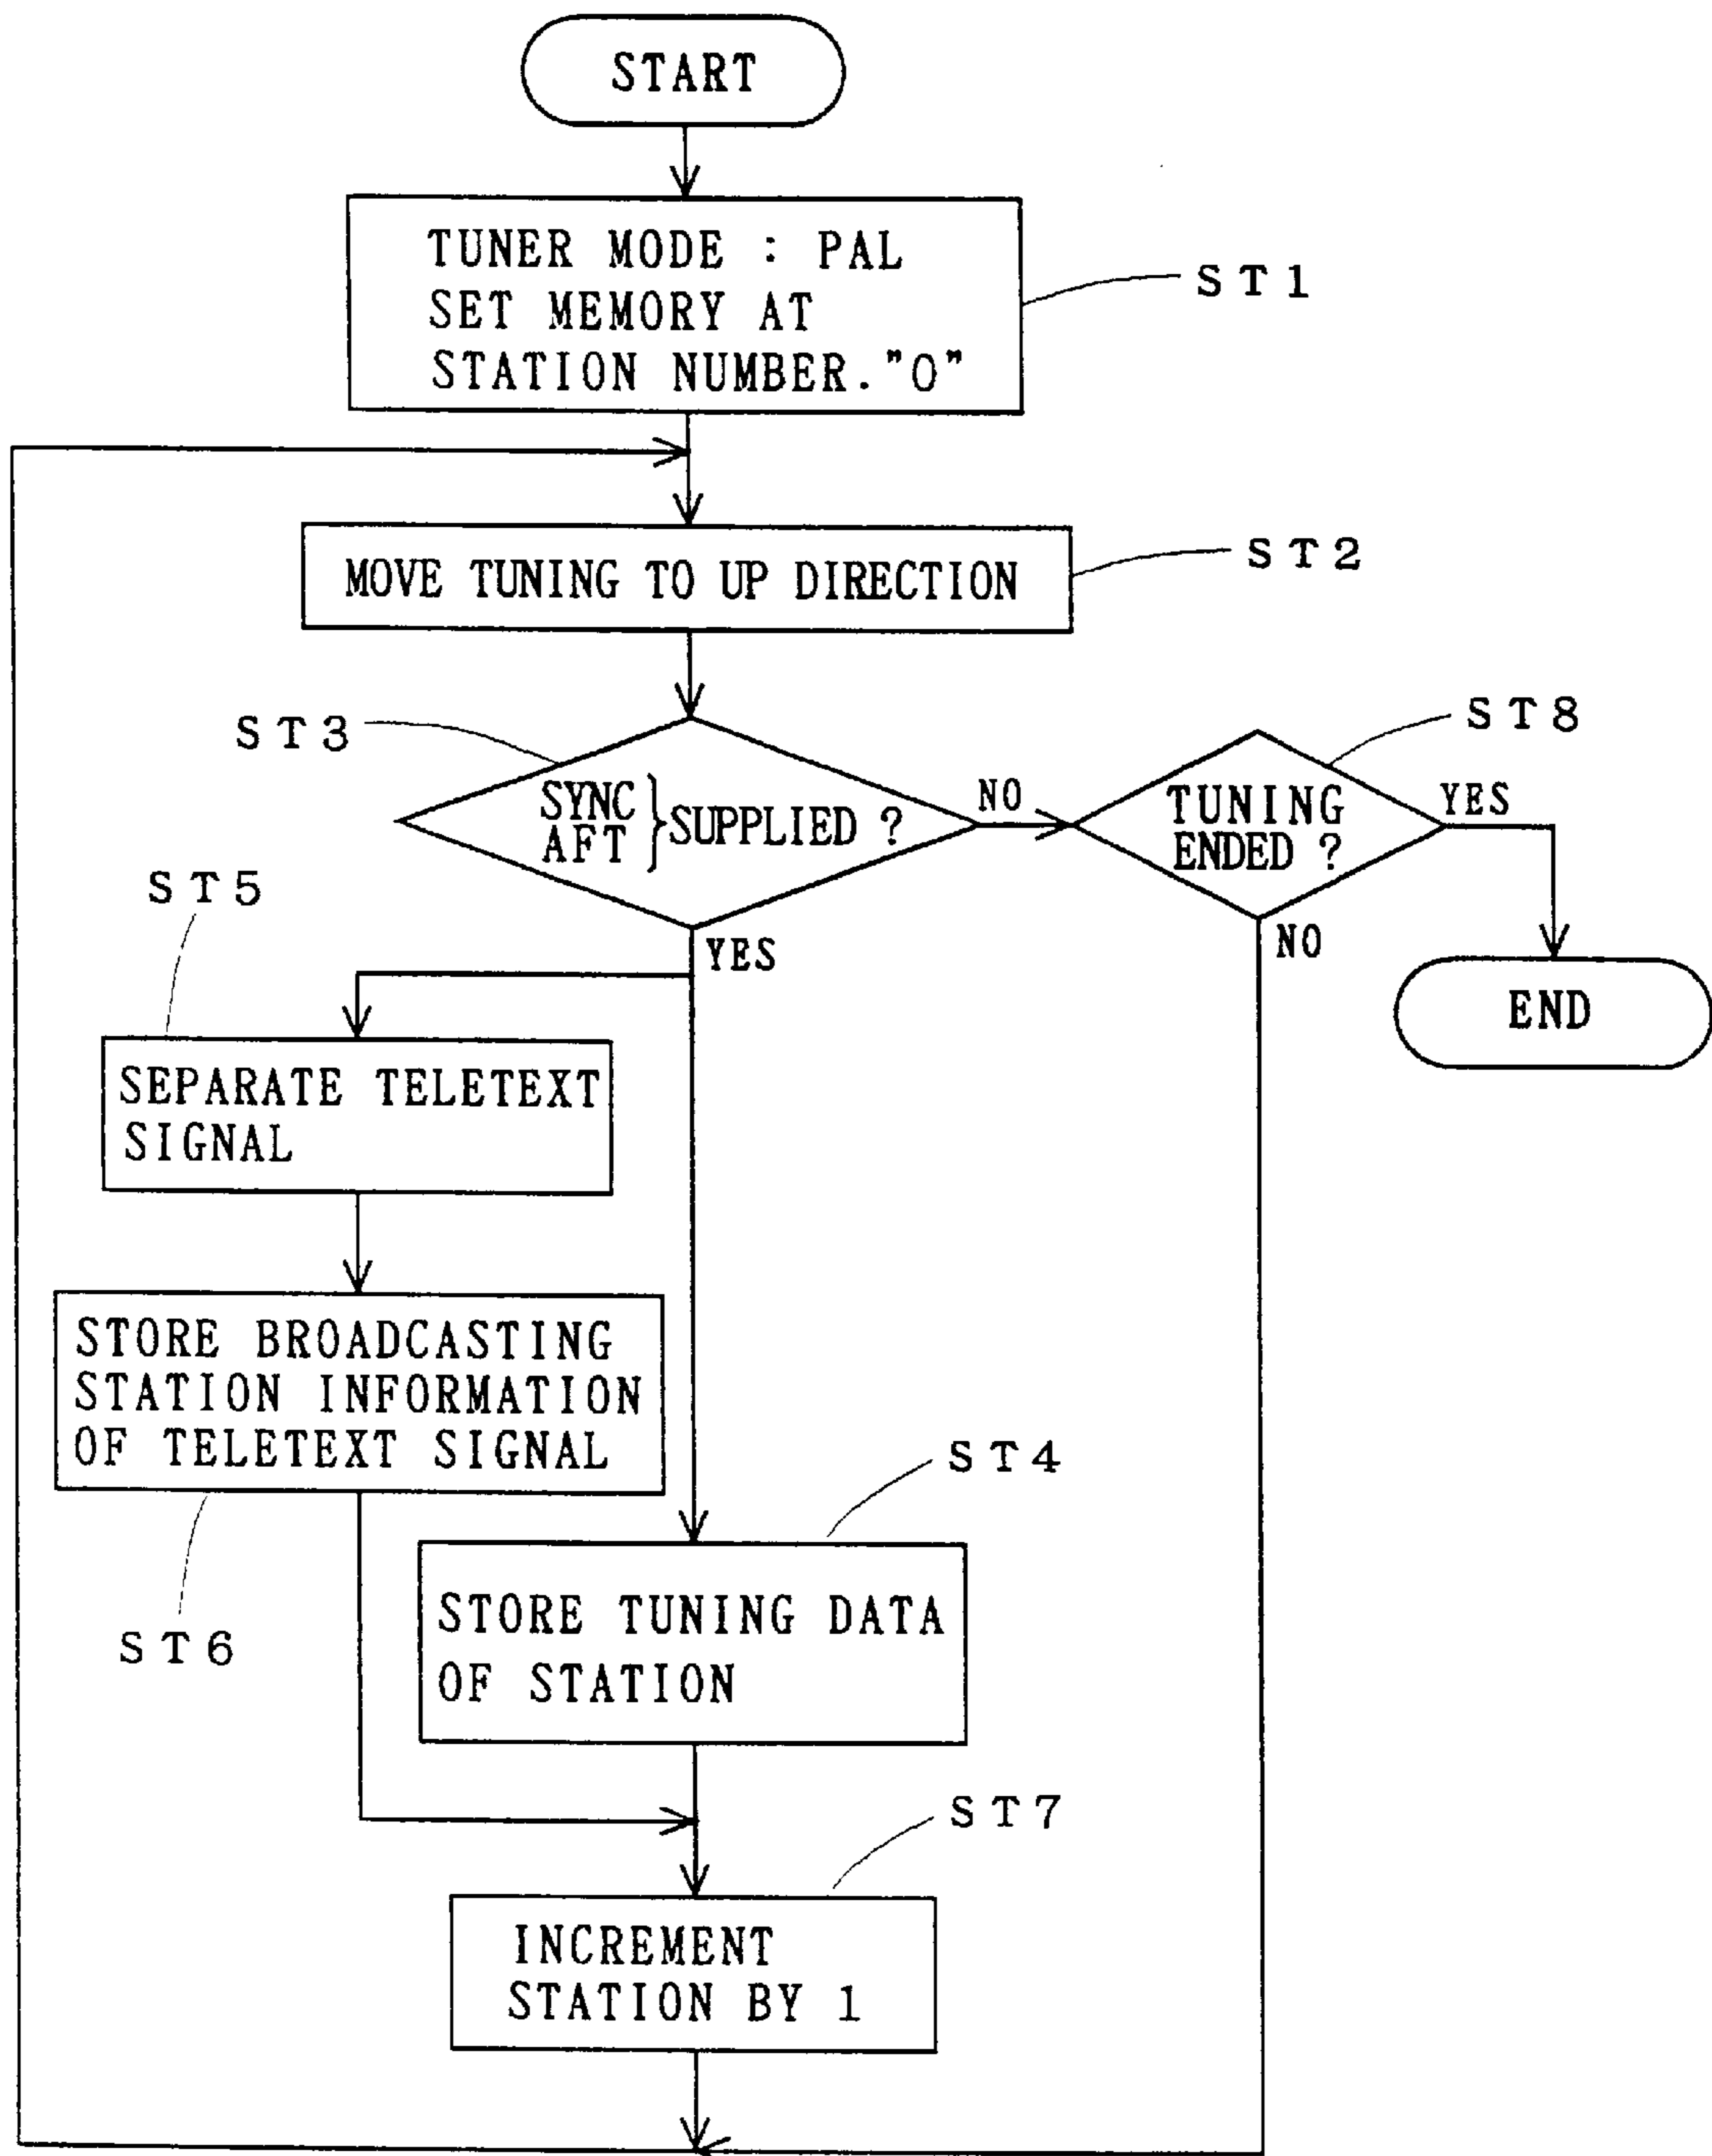 START
TUNER MODE : PAL
SET MEMORY AT
STATION NUMBER."0"
ST1
MOVE TUNING TO UP DIRECTION
ST2
ST3
SYNC
AFT
SUPPLIED ?
NO
ST8
TUNING
ENDED ?
YES
NO
END
YES
ST5
SEPARATE TELETEXT
SIGNAL
STORE BROADCASTING
STATION INFORMATION
OF TELETEXT SIGNAL
ST6
ST4
STORE TUNING DATA
OF STATION
ST7
INCREMENT
STATION BY 1